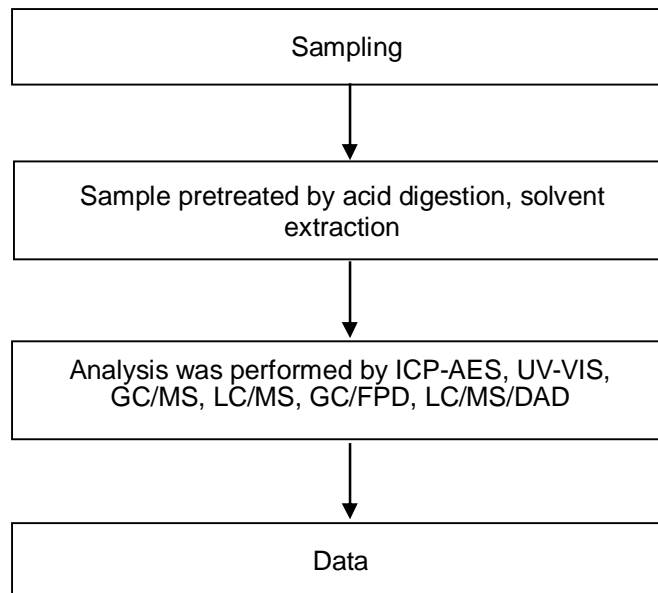 Sampling
Sample pretreated by acid digestion, solvent
extraction
Analysis was performed by ICP-AES, UV-VIS,
GC/MS, LC/MS, GC/FPD, LC/MS/DAD
Data